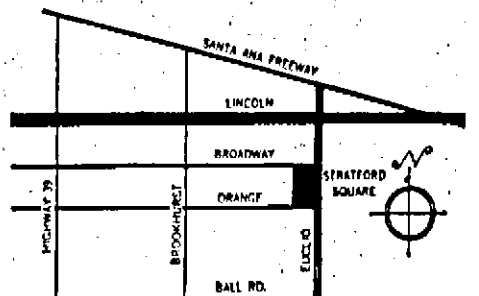 SANTA ANA FREEWAY
LINCOLN
BROADWAY
STRATFORD
SQUARE
N
ORANGE
HIGHWAY 39
BROOKHURST
EUCLID
BALL RD.